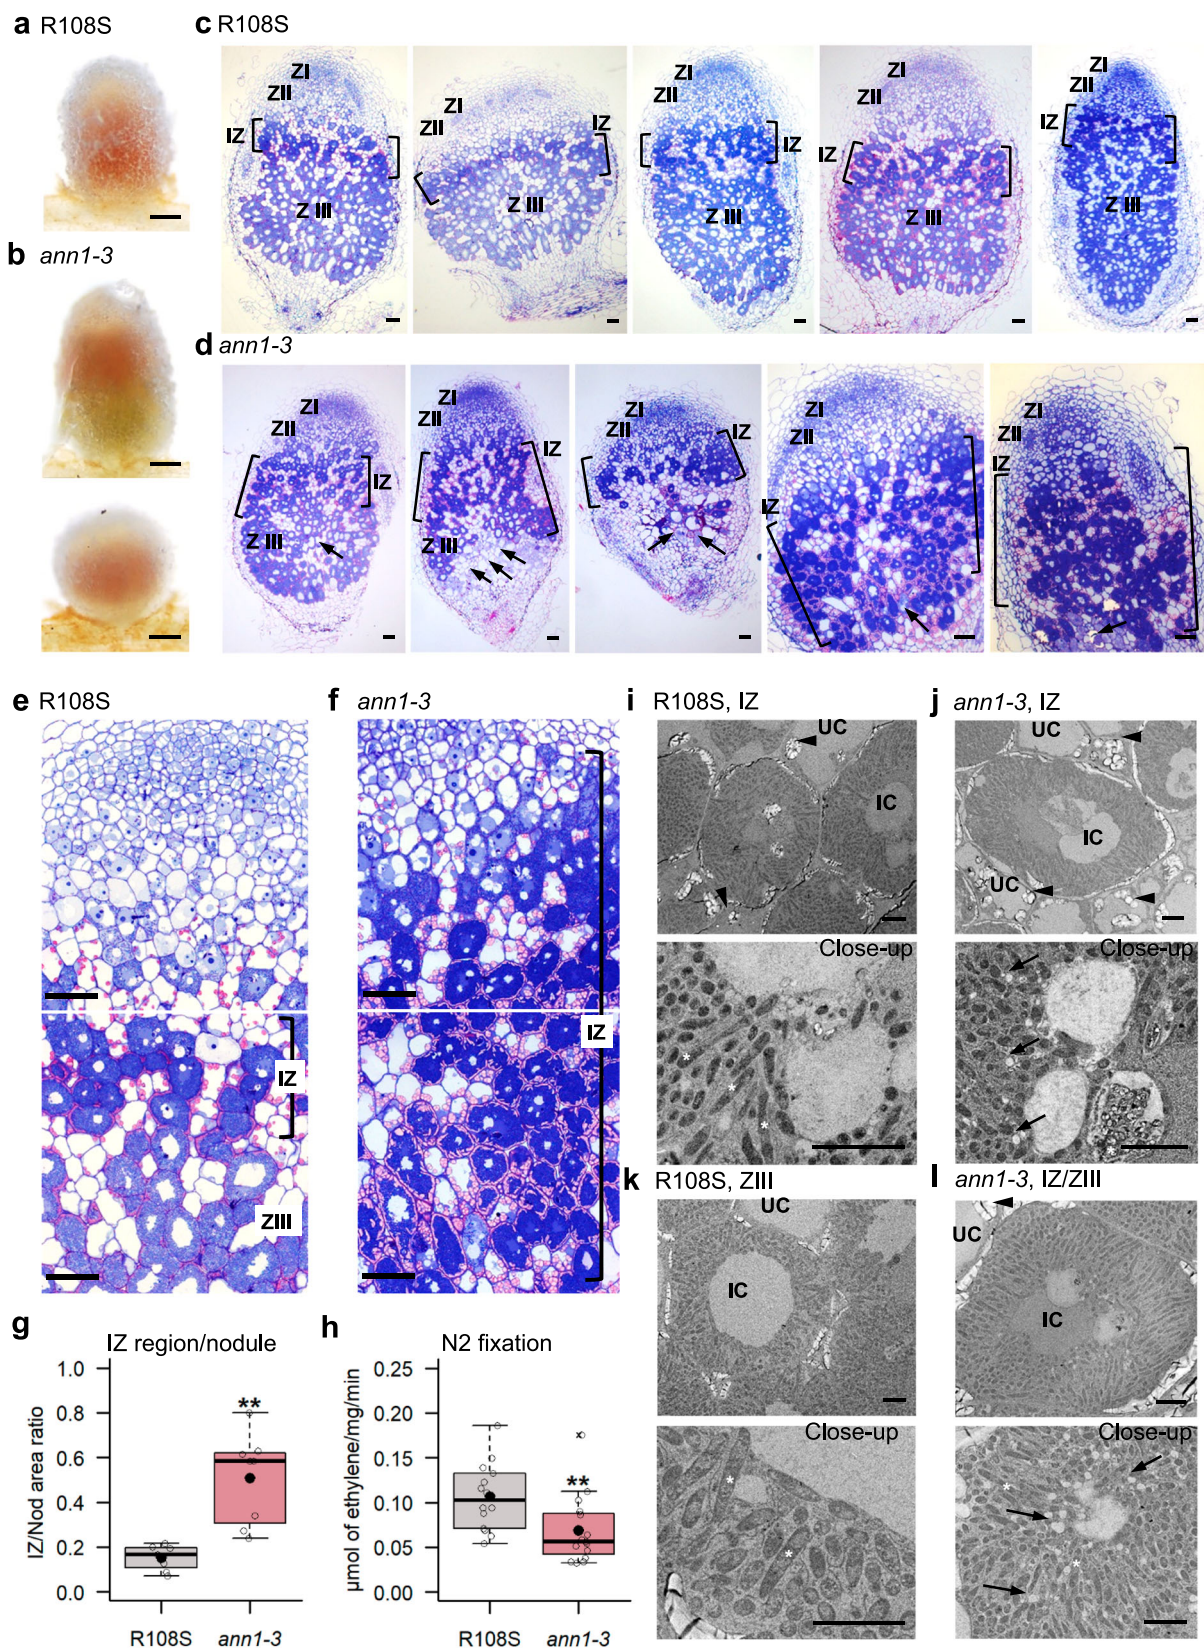 a R108S
b ann1-3
c R108S
ZI
ZII
IZ
Z III
ZI
ZII
IZ
Z III
ZI
ZII
IZ
Z III
ZI
ZII
IZ
Z III
ZI
ZII
IZ
Z III
d ann1-3
ZI
ZII
IZ
Z III
ZI
ZII
IZ
Z III
ZI
ZII
IZ
ZI
ZII
IZ
ZI
ZII
IZ
e R108S
IZ
ZIII
f ann1-3
IZ
g
IZ region/nodule
IZ/Nod area ratio
1.0
0.8
0.6
0.4
0.2
0.0
**
R108S
ann1-3
h
N2 fixation
µmol of ethylene/mg/min
0.25
0.20
0.15
0.10
0.05
0.00
x
**
R108S
ann1-3
i R108S, IZ
UC
IC
Close-up
*
*
*
j ann1-3, IZ
UC
IC
UC
Close-up
*
k R108S, ZIII
UC
IC
Close-up
*
*
l ann1-3, IZ/ZIII
UC
IC
Close-up
*
*